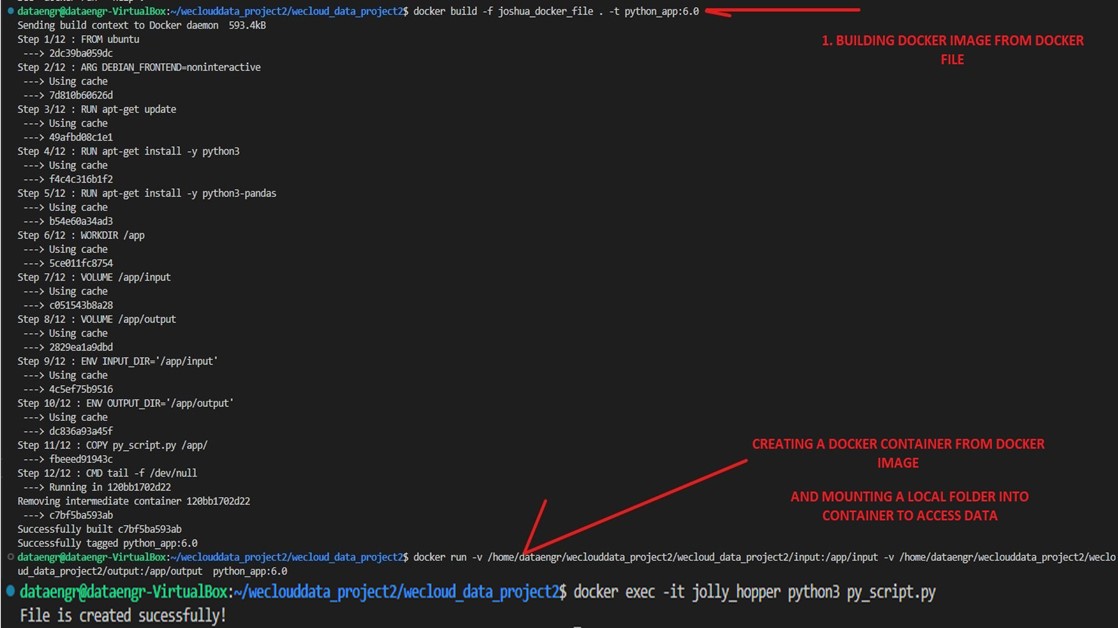 dataengr@dataengr-VirtualBox:~/weclouddata_project2/wecloud_data_project2$ docker build -f joshua_docker_file . -t python_app:6.0
Sending build context to Docker daemon  593.4kB
1. BUILDING DOCKER IMAGE FROM DOCKER
FILE
Step 1/12 : FROM ubuntu
---> 2dc39ba059dc
Step 2/12 : ARG DEBIAN_FRONTEND=noninteractive
---> Using cache
---> 7d810b60626d
Step 3/12 : RUN apt-get update
---> Using cache
---> 49afbd08c1e1
Step 4/12 : RUN apt-get install -y python3
---> Using cache
---> f4c4c316b1f2
Step 5/12 : RUN apt-get install -y python3-pandas
---> Using cache
---> b54e60a34ad3
Step 6/12 : WORKDIR /app
---> Using cache
---> 5ce011fc8754
Step 7/12 : VOLUME /app/input
---> Using cache
---> c051543b8a28
Step 8/12 : VOLUME /app/output
---> Using cache
---> 2829ea1a9dbd
Step 9/12 : ENV INPUT_DIR='/app/input'
---> Using cache
---> 4c5ef75b9516
Step 10/12 : ENV OUTPUT_DIR='/app/output'
---> Using cache
---> dc836a93a45f
Step 11/12 : COPY py_script.py /app/
---> fbeeed91943c
Step 12/12 : CMD tail -f /dev/null
---> Running in 120bb1702d22
Removing intermediate container 120bb1702d22
---> c7bf5ba593ab
Successfully built c7bf5ba593ab
Successfully tagged python_app:6.0
CREATING A DOCKER CONTAINER FROM DOCKER
IMAGE
AND MOUNTING A LOCAL FOLDER INTO
CONTAINER TO ACCESS DATA
dataengr@dataengr-VirtualBox:~/weclouddata_project2/wecloud_data_project2$ docker run -v /home/dataengr/weclouddata_project2/wecloud_data_project2/input:/app/input -v /home/dataengr/weclouddata_project2/weclo
ud_data_project2/output:/app/output  python_app:6.0
dataengr@dataengr-VirtualBox:~/weclouddata_project2/wecloud_data_project2$ docker exec -it jolly_hopper python3 py_script.py
File is created sucessfully!